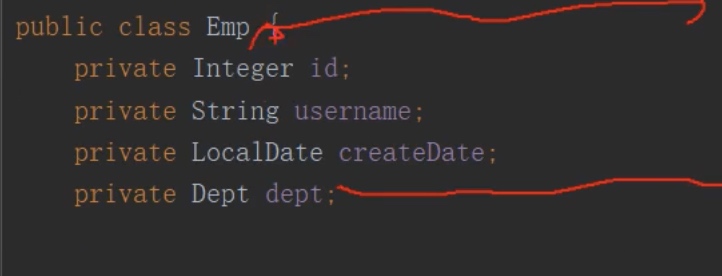 public class Emp {
private Integer id;
private String username;
private LocalDate createDate;
private Dept dept;